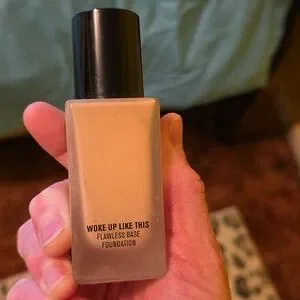 WOKE UP LIKE THIS
FLAWLESS BASE
FOUNDATION